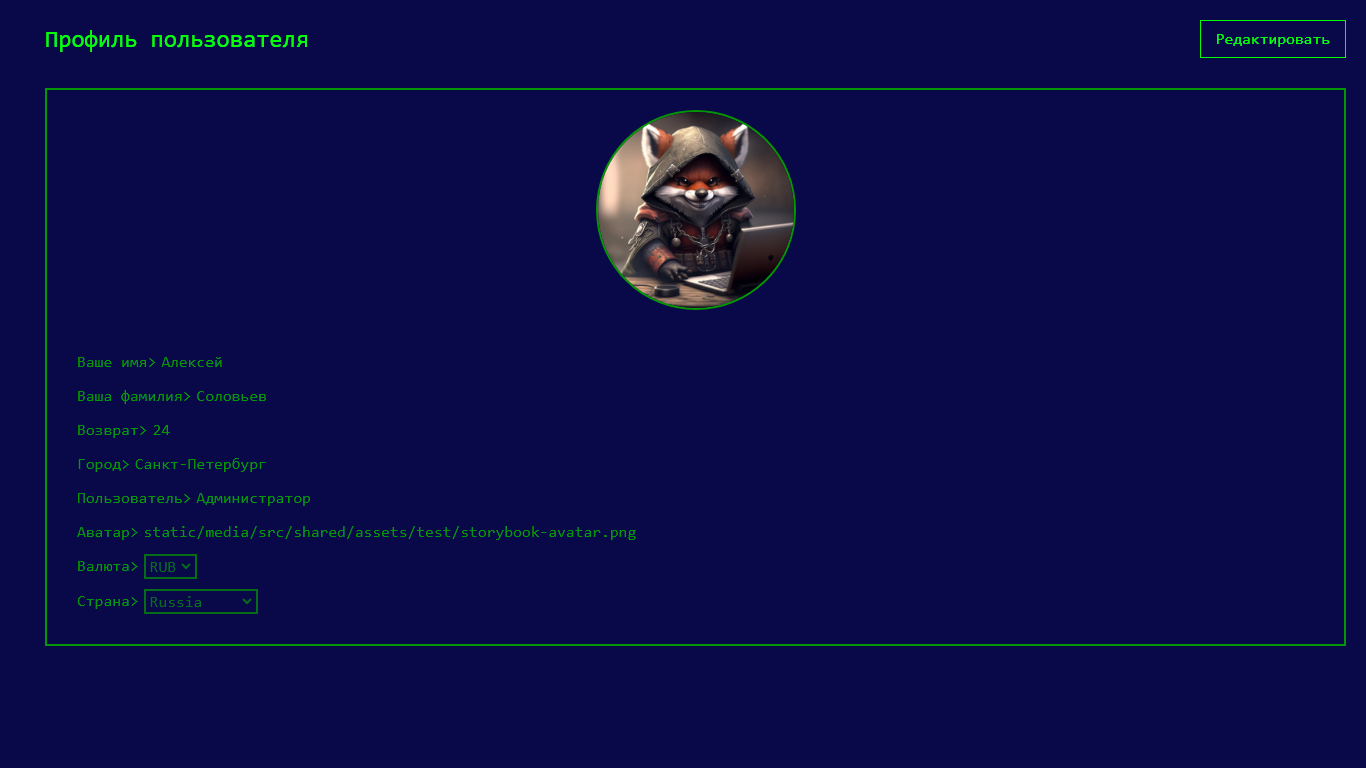 Профиль пользователя
Редактировать
Ваше имя> Алексей
Ваша фамилия> Соловьев
Возврат> 24
Город> Санкт-Петербург
Пользователь> Администратор
Аватар> static/media/src/shared/assets/test/storybook-avatar.png
Валюта> RUB
Страна> Russia